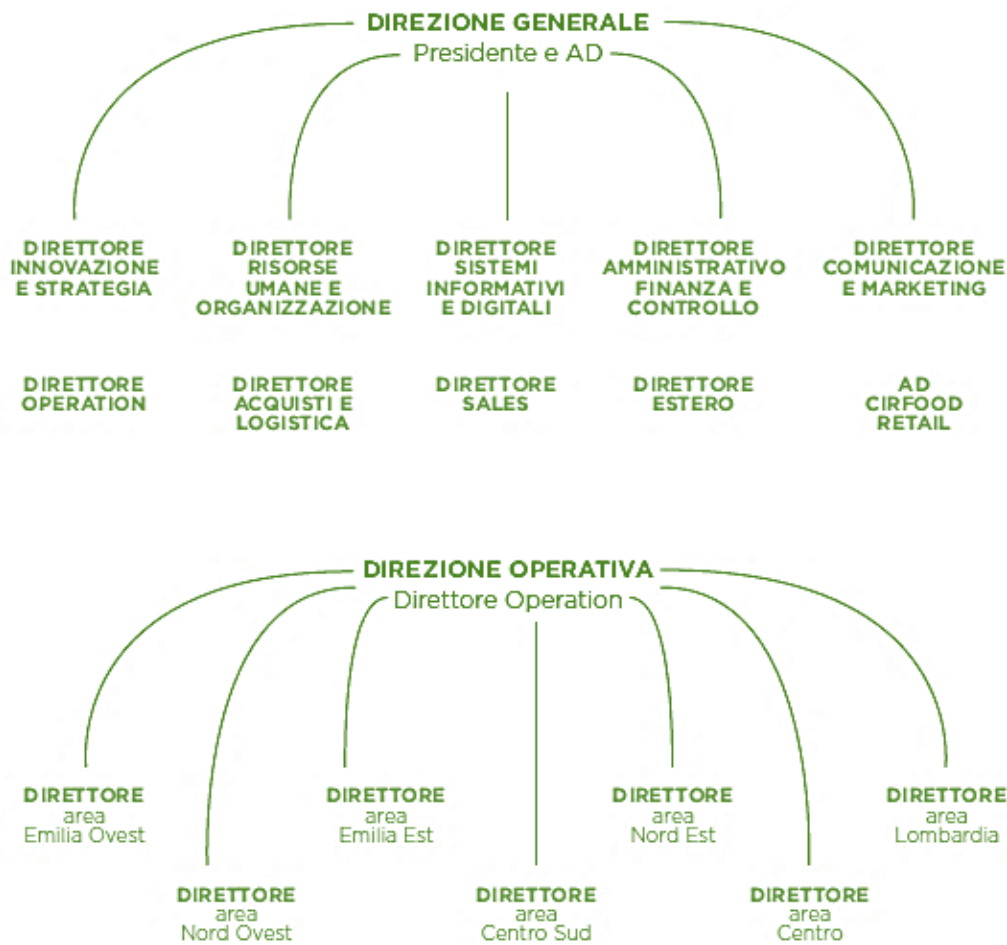 DIREZIONE GENERALE
Presidente e AD
DIRETTORE
INNOVAZIONE
E STRATEGIA
DIRETTORE
RISORSE
UMANE E
ORGANIZZAZIONE
DIRETTORE
SISTEMI
INFORMATIVI
E DIGITALI
DIRETTORE
AMMINISTRATIVO
FINANZA E
CONTROLLO
DIRETTORE
COMUNICAZIONE
E MARKETING
DIRETTORE
OPERATION
DIRETTORE
ACQUISTI E
LOGISTICA
DIRETTORE
SALES
DIRETTORE
ESTERO
AD
CIRFOOD
RETAIL
DIREZIONE OPERATIVA
Direttore Operation
DIRETTORE
area
Emilia Ovest
DIRETTORE
area
Emilia Est
DIRETTORE
area
Nord Est
DIRETTORE
area
Lombardia
DIRETTORE
area
Nord Ovest
DIRETTORE
area
Centro Sud
DIRETTORE
area
Centro